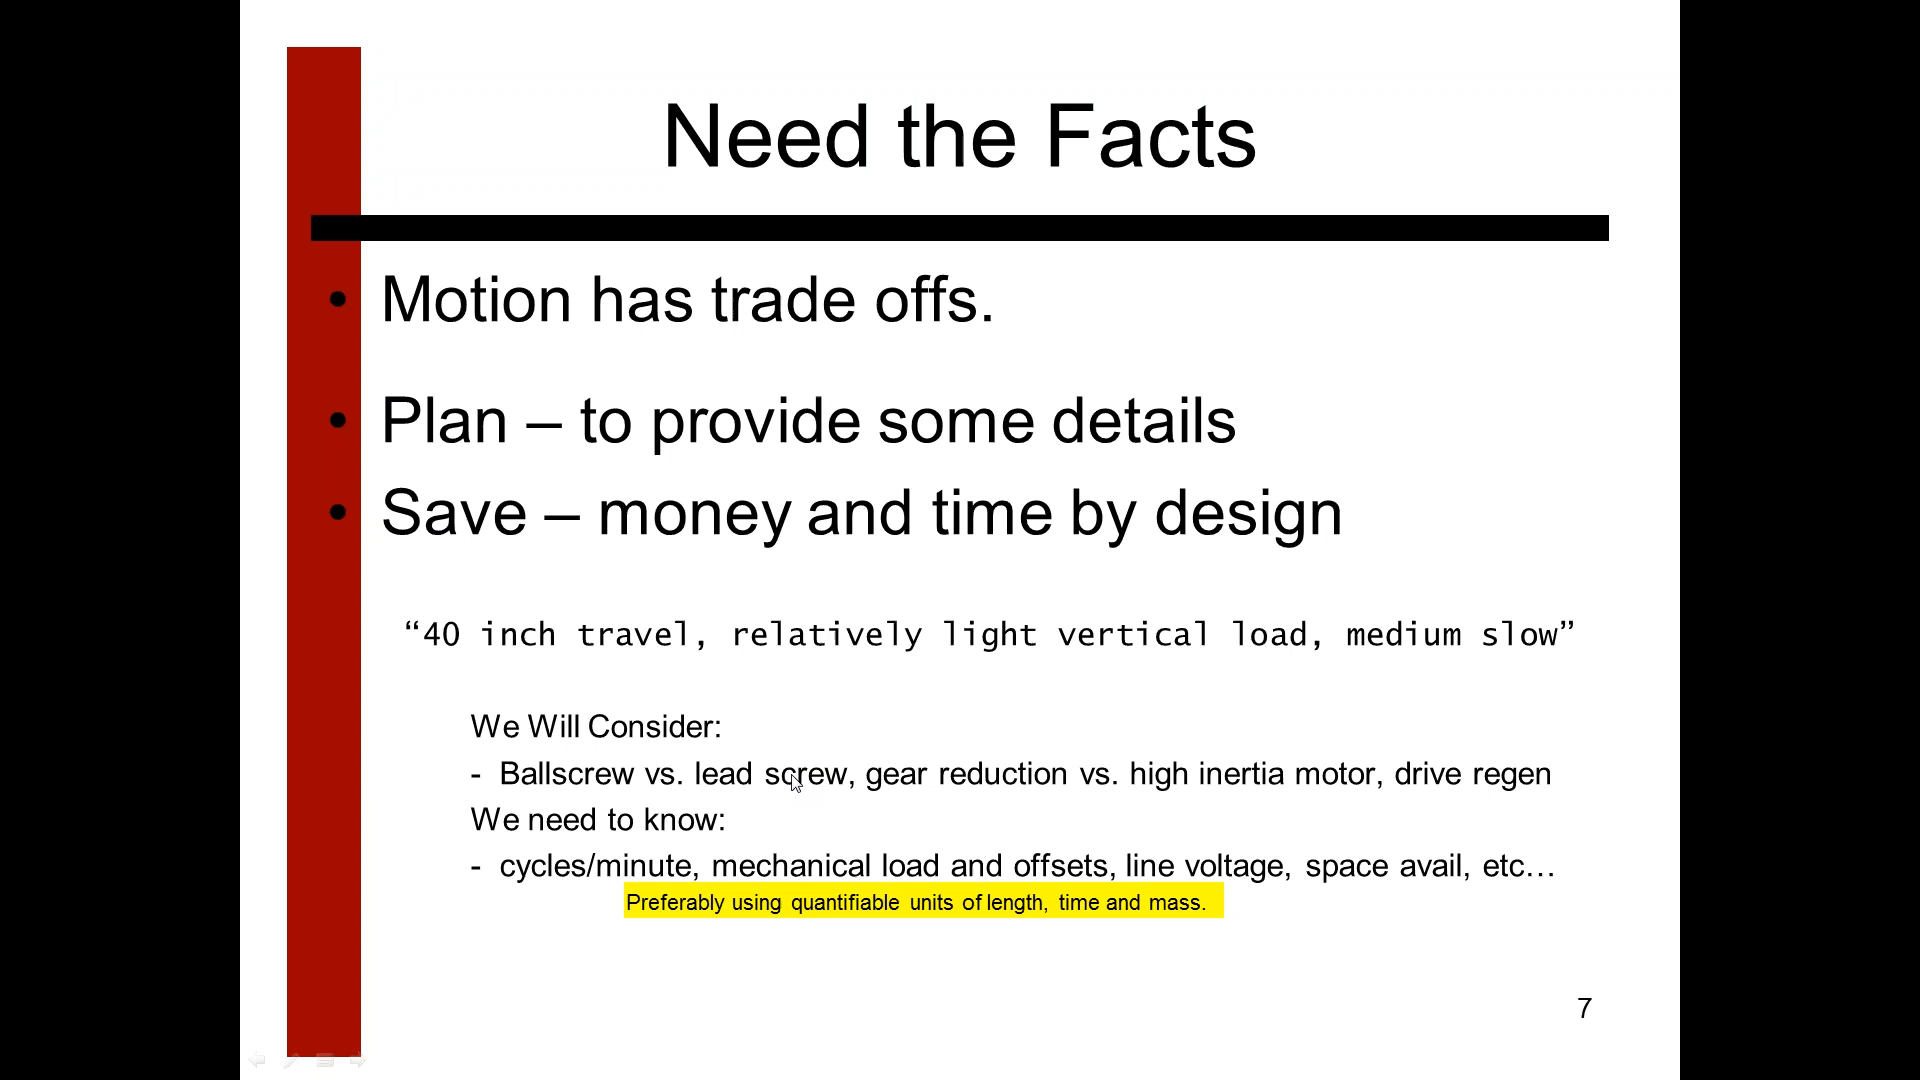 Need the Facts
• Motion has trade offs.
• Plan – to provide some details
• Save – money and time by design
“40 inch travel, relatively light vertical load, medium slow”
We Will Consider:
- Ballscrew vs. lead screw, gear reduction vs. high inertia motor, drive regen
We need to know:
- cycles/minute, mechanical load and offsets, line voltage, space avail, etc…
Preferably using quantifiable units of length, time and mass.
7